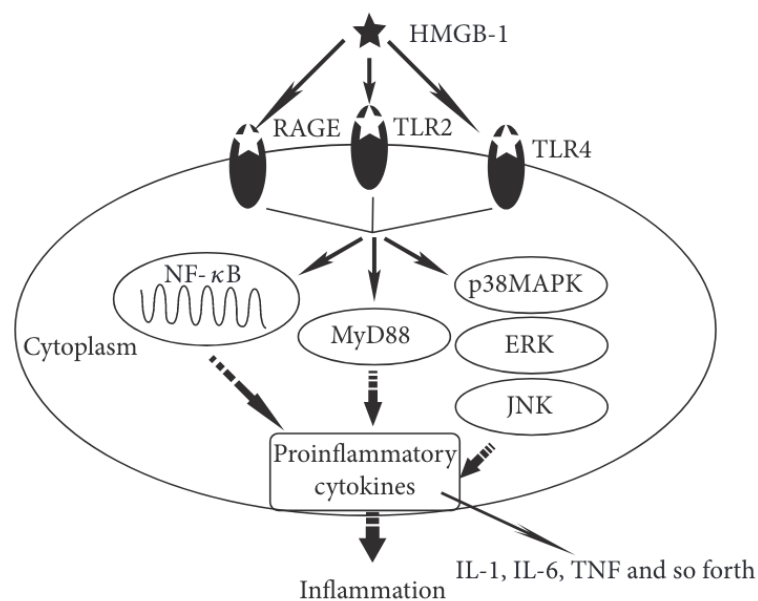 HMGB-1
RAGE
TLR2
TLR4
NF-κB
p38MAPK
MyD88
ERK
Cytoplasm
JNK
Proinflammatory
cytokines
IL-1, IL-6, TNF and so forth
Inflammation